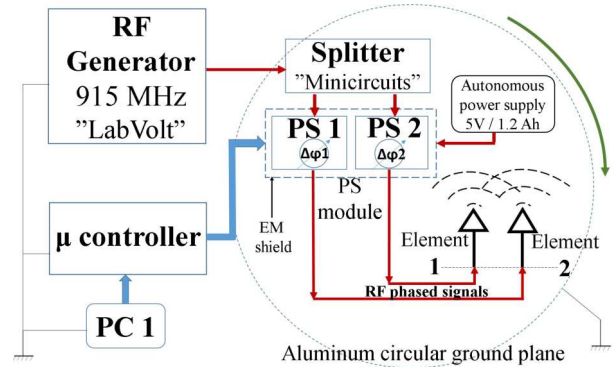 RF
Generator
915 MHz
”LabVolt”
Splitter
”Minicircuits”
Autonomous
power supply
5V / 1.2 Ah
PS 1
PS 2
Δφ1
Δφ2
PS
module
EM
shield
μ controller
Element
1
Element
2
RF phased signals
PC 1
Aluminum circular ground plane